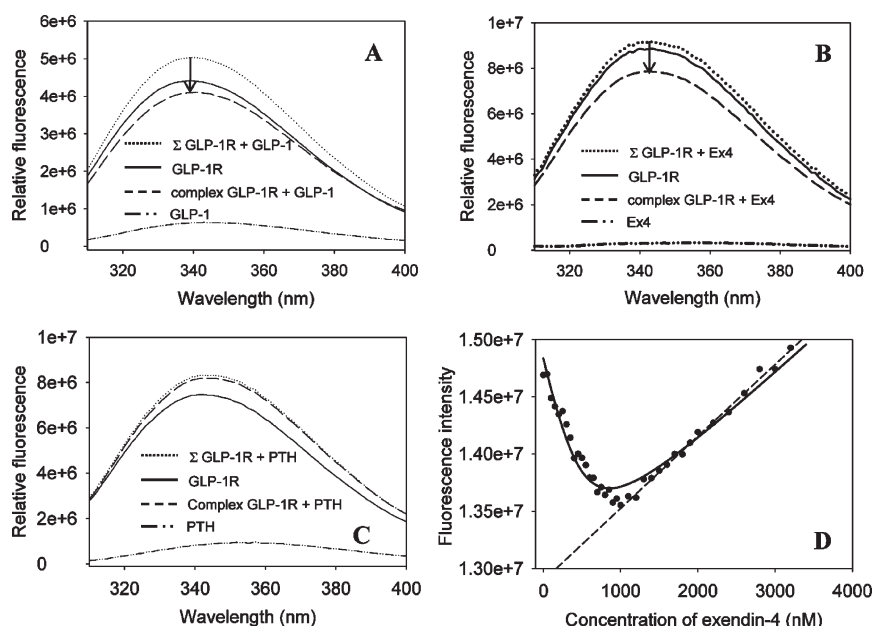 A
Relative fluorescence
6e+6
5e+6
4e+6
3e+6
2e+6
1e+6
0
Σ GLP-1R + GLP-1
GLP-1R
complex GLP-1R + GLP-1
GLP-1
320 340 360 380 400
Wavelength (nm)
B
Relative fluorescence
1e+7
8e+6
6e+6
4e+6
2e+6
0
Σ GLP-1R + Ex4
GLP-1R
complex GLP-1R + Ex4
Ex4
320 340 360 380 400
Wavelength (nm)
C
Relative fluorescence
1e+7
8e+6
6e+6
4e+6
2e+6
0
Σ GLP-1R + PTH
GLP-1R
Complex GLP-1R + PTH
PTH
320 340 360 380 400
Wavelength (nm)
D
Fluorescence intensity
1.50e+7
1.45e+7
1.40e+7
1.35e+7
1.30e+7
0 1000 2000 3000 4000
Concentration of exendin-4 (nM)